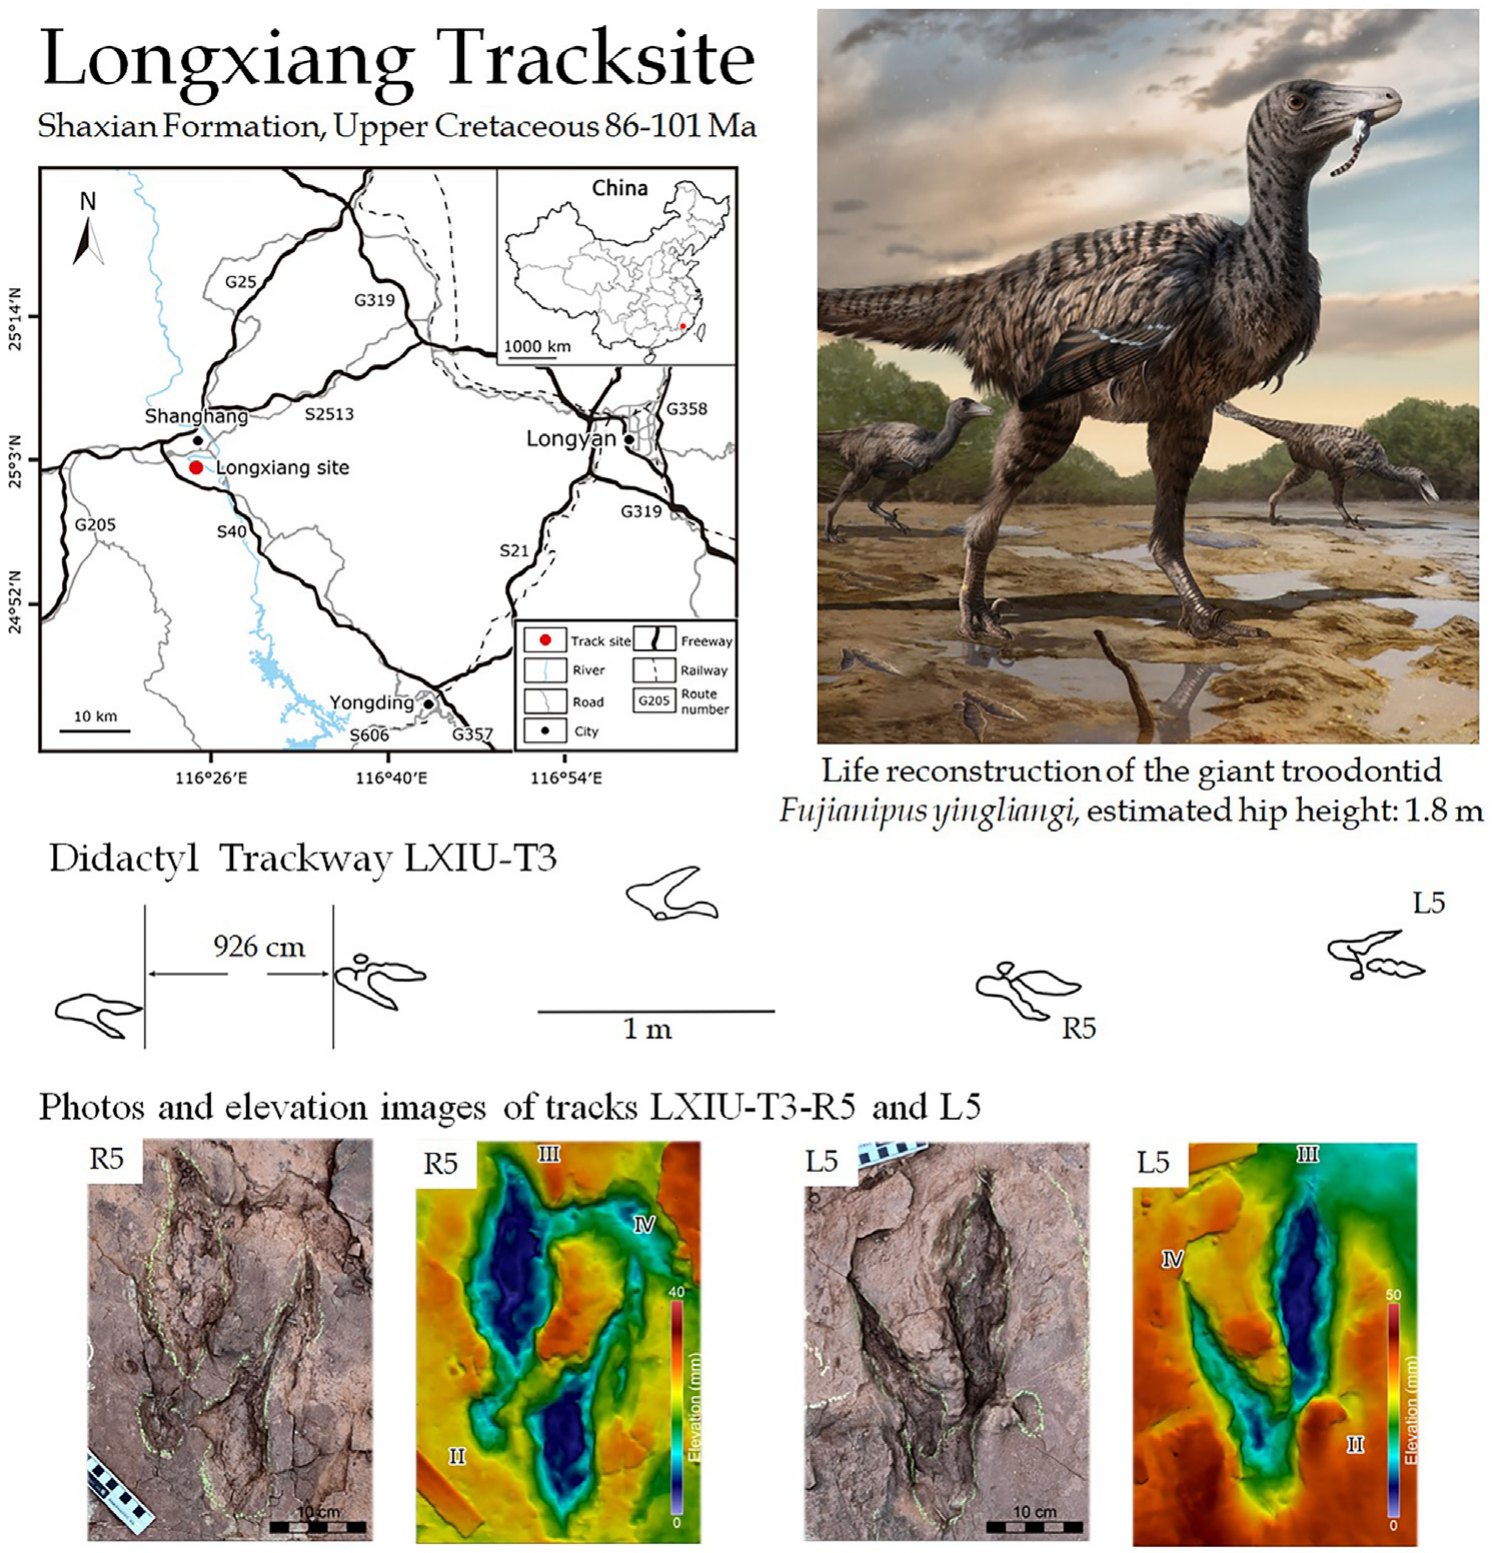 Longxiang Tracksite
Shaxian Formation, Upper Cretaceous 86-101 Ma
N
China
1000 km
G25
G319
25°14′N
Shanghang
S2513
G358
Longyan
25°3′N
Longxiang site
G205
S40
G319
S21
24°52′N
Track site
Freeway
River
Railway
Road
G205
Route
number
City
Yongding
10 km
S606
G357
116°26′E
116°40′E
116°54′E
Life reconstruction of the giant troodontid
Fujianipus yingliangi, estimated hip height: 1.8 m
Didactyl Trackway LXIU-T3
L5
926 cm
1 m
R5
Photos and elevation images of tracks LXIU-T3-R5 and L5
R5
10 cm
R5
III
IV
II
40
Elevation (mm)
0
L5
10 cm
L5
III
IV
II
50
Elevation (mm)
0